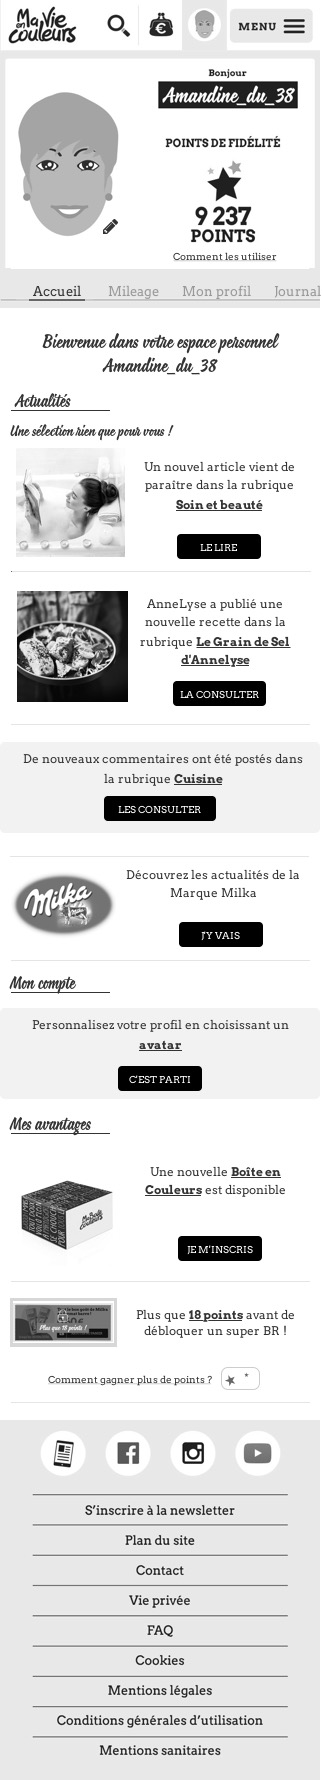 Ma Vie
en
couleurs
MENU
Bonjour
Amandine_du_38
POINTS DE FIDÉLITÉ
9 237
POINTS
Comment les utiliser
Accueil Mileage Mon profil Journal
Bienvenue dans votre espace personnel
Amandine_du_38
Actualités
Une sélection rien que pour vous !
Un nouvel article vient de
paraître dans la rubrique
Soin et beauté
LE LIRE
AnneLyse a publié une
nouvelle recette dans la
rubrique Le Grain de Sel
d'Annelyse
LA CONSULTER
De nouveaux commentaires ont été postés dans
la rubrique Cuisine
LES CONSULTER
Milka
Découvrez les actualités de la
Marque Milka
J'Y VAIS
Mon compte
Personnalisez votre profil en choisissant un
avatar
C'EST PARTI
Mes avantages
Une nouvelle Boîte en
Couleurs est disponible
JE M'INSCRIS
Plus que 18 points !
Plus que 18 points avant de
débloquer un super BR !
Comment gagner plus de points ?
S'inscrire à la newsletter
Plan du site
Contact
Vie privée
FAQ
Cookies
Mentions légales
Conditions générales d'utilisation
Mentions sanitaires